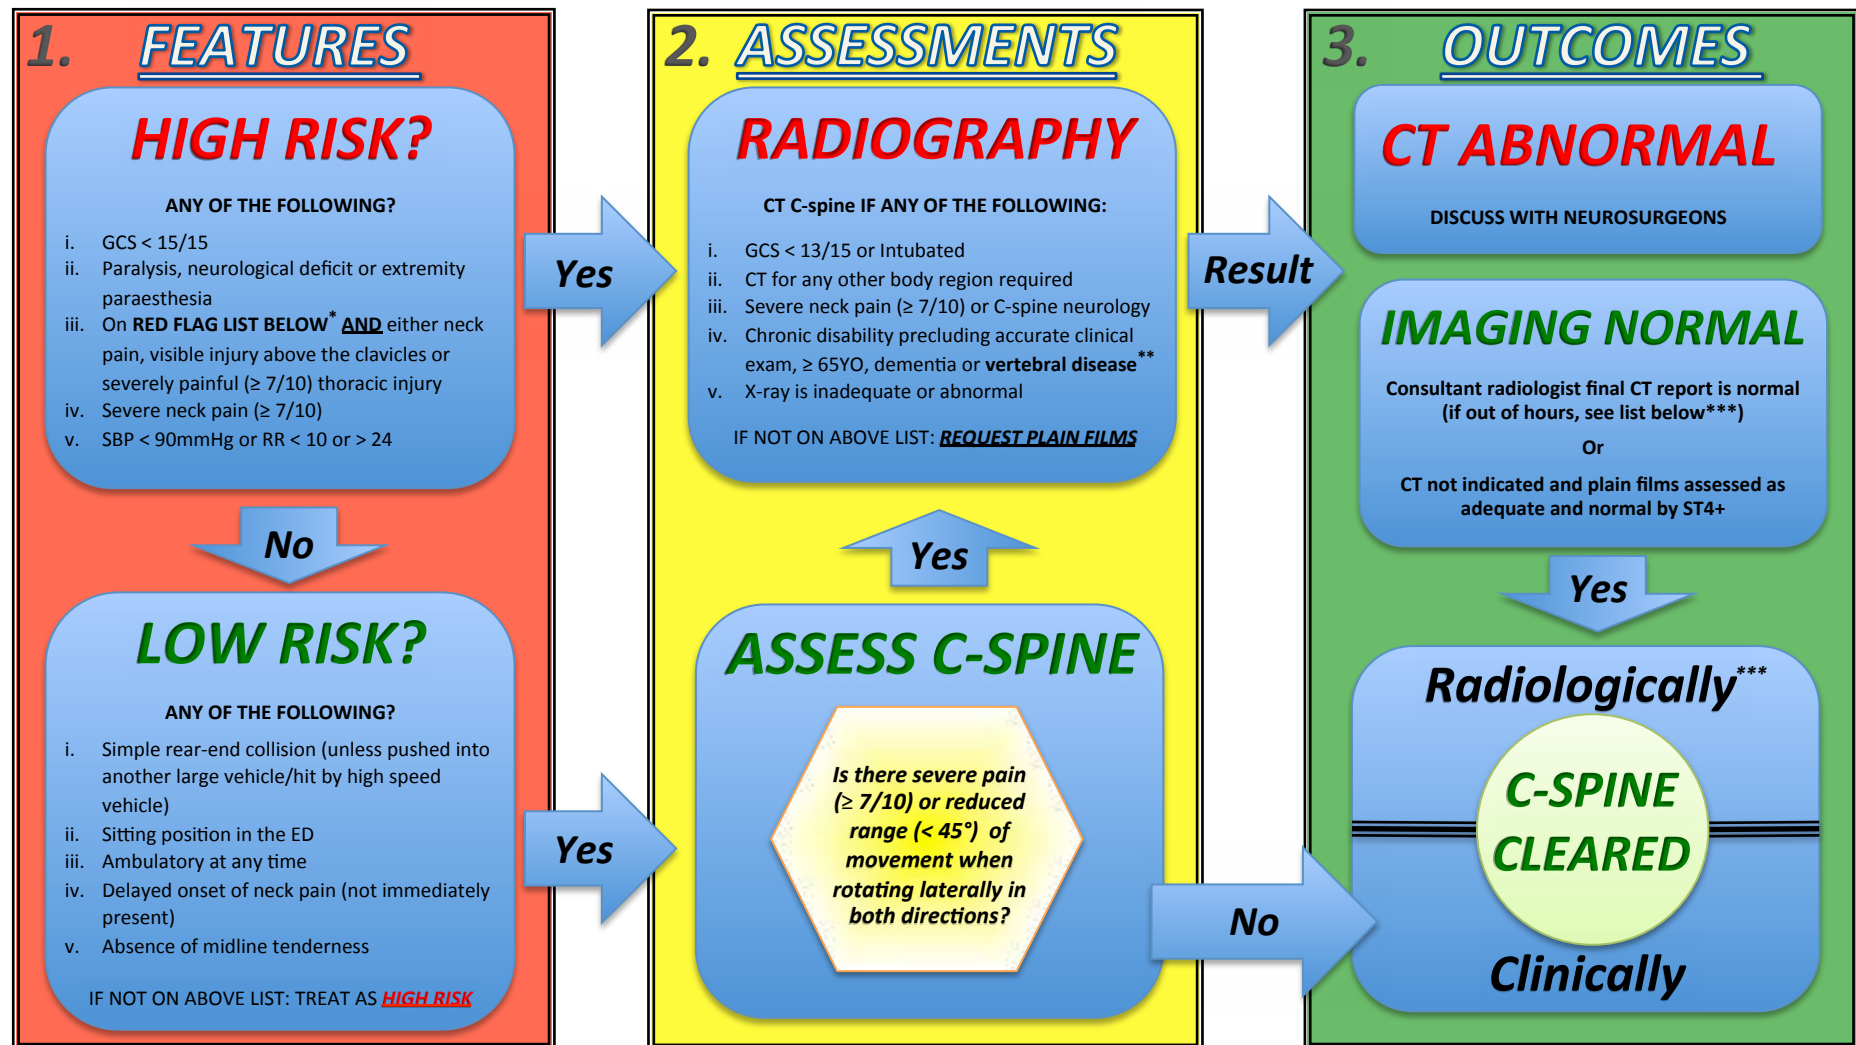 1. FEATURES
HIGH RISK?
ANY OF THE FOLLOWING?
i. GCS < 15/15
ii. Paralysis, neurological deficit or extremity
paraesthesia
iii. On RED FLAG LIST BELOW* AND either neck
pain, visible injury above the clavicles or
severely painful (≥ 7/10) thoracic injury
iv. Severe neck pain (≥ 7/10)
v. SBP < 90mmHg or RR < 10 or > 24
Yes
No
LOW RISK?
ANY OF THE FOLLOWING?
i. Simple rear-end collision (unless pushed into
another large vehicle/hit by high speed
vehicle)
ii. Sitting position in the ED
iii. Ambulatory at any time
iv. Delayed onset of neck pain (not immediately
present)
v. Absence of midline tenderness
IF NOT ON ABOVE LIST: TREAT AS HIGH RISK
Yes
2. ASSESSMENTS
RADIOGRAPHY
CT C-spine IF ANY OF THE FOLLOWING:
i. GCS < 13/15 or Intubated
ii. CT for any other body region required
iii. Severe neck pain (≥ 7/10) or C-spine neurology
iv. Chronic disability precluding accurate clinical
exam, ≥ 65YO, dementia or vertebral disease**
v. X-ray is inadequate or abnormal
IF NOT ON ABOVE LIST: REQUEST PLAIN FILMS
Result
Yes
ASSESS C-SPINE
Is there severe pain
(≥ 7/10) or reduced
range (< 45°) of
movement when
rotating laterally in
both directions?
No
3. OUTCOMES
CT ABNORMAL
DISCUSS WITH NEUROSURGEONS
IMAGING NORMAL
Consultant radiologist final CT report is normal
(if out of hours, see list below***)
Or
CT not indicated and plain films assessed as
adequate and normal by ST4+
Yes
Radiologically***
C-SPINE
CLEARED
Clinically